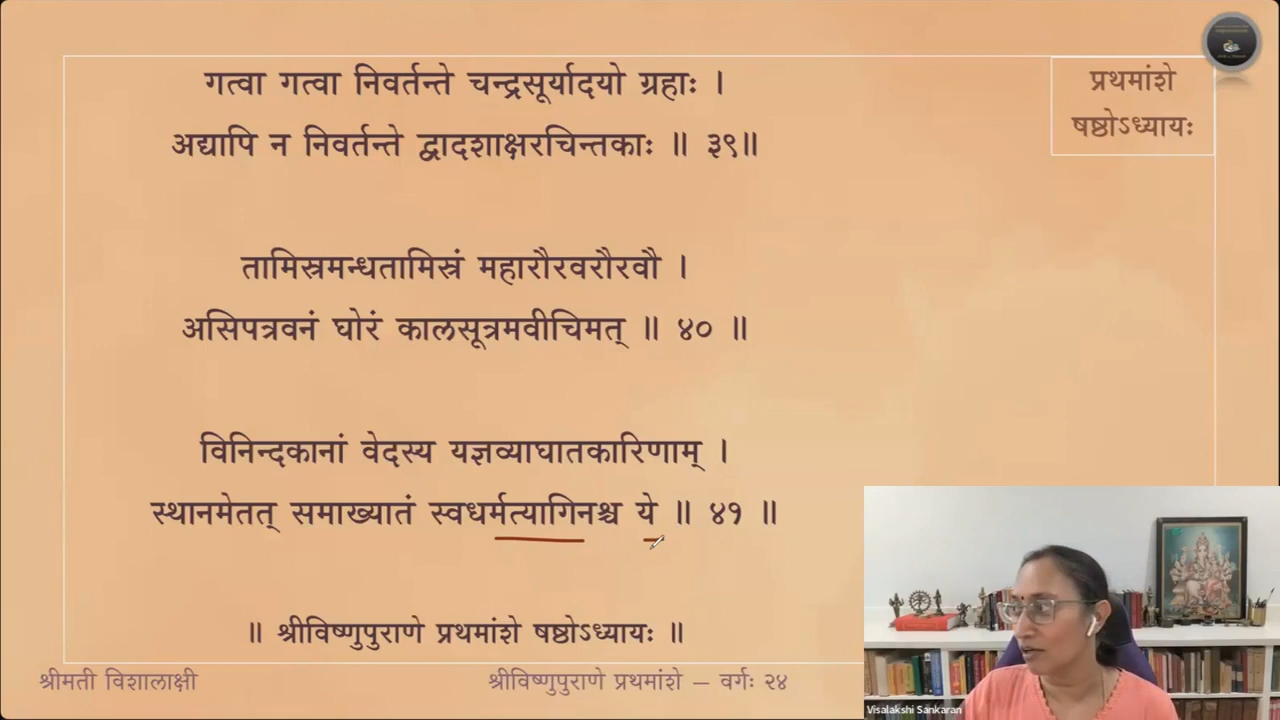 गत्वा गत्वा निवर्तन्ते चन्द्रसूर्यादयो ग्रहाः ।
अद्यापि न निवर्तन्ते द्वादशाक्षरचिन्तकाः ॥ ३९॥
तामिस्रमन्धतामिस्रं महारौरवरौरवौ ।
असिपत्रवनं घोरं कालसूत्रमवीचिमत् ॥ ४० ॥
विनिन्दकानां वेदस्य यज्ञव्याघातकारिणाम् ।
स्थानमेतत् समाख्यातं स्वधर्मत्यागिनश्च ये ॥ ४१ ॥
॥ श्रीविष्णुपुराणे प्रथमांशे षष्ठोऽध्यायः ॥
प्रथमांशे
षष्ठोऽध्यायः
श्रीमती विशालाक्षी
श्रीविष्णुपुराणे प्रथमांशे – वर्गः २४
Visalakshi Sankaran